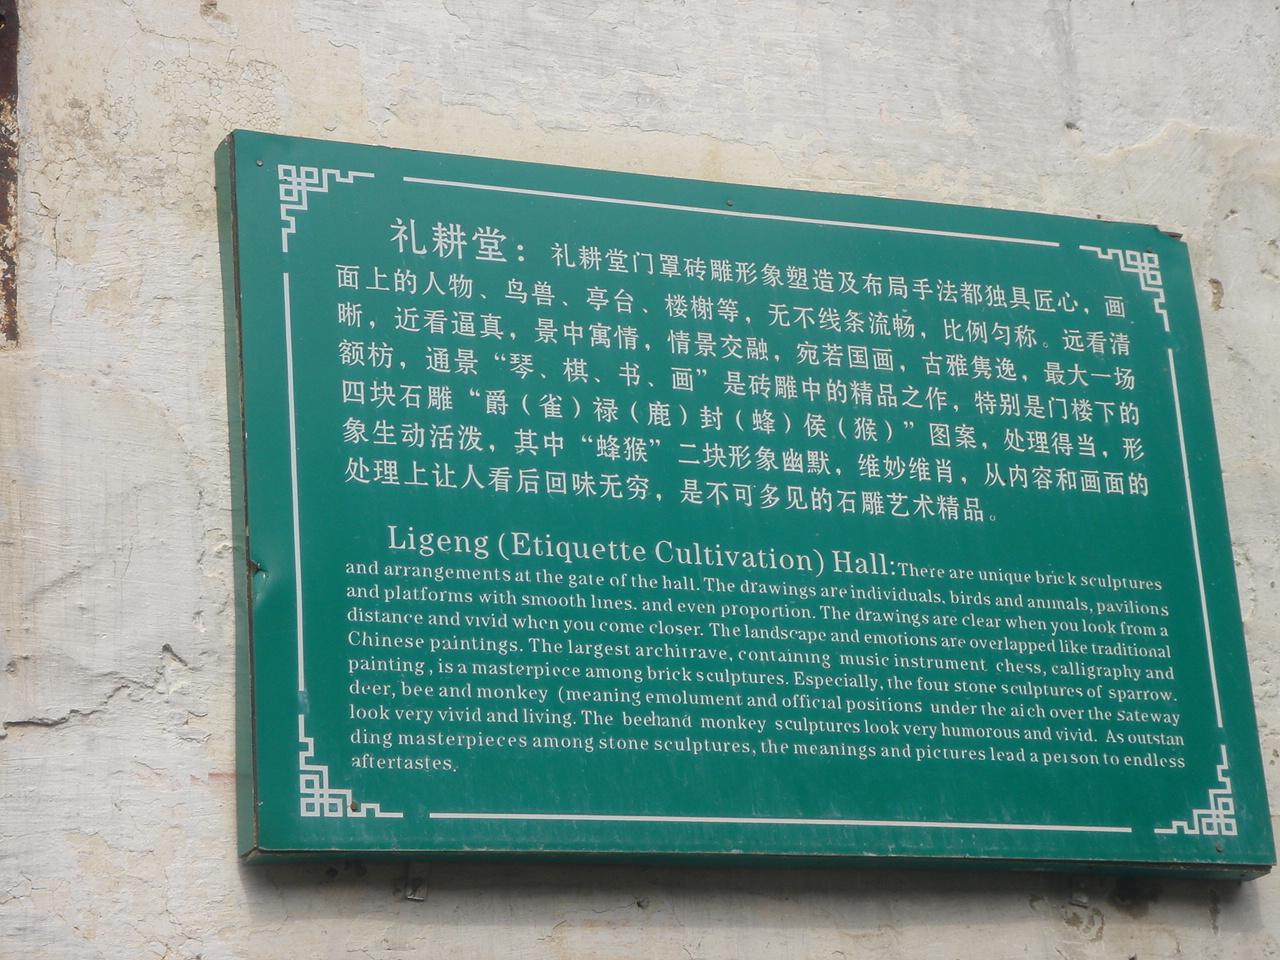 礼耕堂：礼耕堂门罩砖雕形象塑造及布局手法都独具匠心，画
面上的人物、鸟兽、亭台、楼榭等，无不线条流畅，比例匀称。远看清
晰，近看逼真，景中寓情，情景交融，宛若国画，古雅隽逸，最大一场
额枋，通景“琴、棋、书、画”是砖雕中的精品之作，特别是门楼下的
四块石雕“爵（雀）禄（鹿）封（蜂）侯（猴）”图案，处理得当，形
象生动活泼，其中“蜂猴”二块形象幽默，维妙维肖，从内容和画面的
处理上让人看后回味无穷，是不可多见的石雕艺术精品。
Ligeng (Etiquette Cultivation) Hall:There are unique brick sculptures
and arrangements at the gate of the hall. The drawings are individuals. birds and animals, pavilions
and platforms with smooth lines. and even proportion. The drawings are clear when you look from a
distance and vivid when you come closer. The landscape and emotions are overlapped like traditional
Chinese paintings. The largest architrave, containing music instrument chess, calligraphy and
painting, is a masterpiece among brick sculptures. Especially, the four stone sculptures of sparrow.
deer, bee and monkey (meaning emolument and official positions under the aich over the sateway
look very vivid and living. The beehand monkey sculptures look very humorous and vivid. As outstan
ding masterpieces among stone sculptures, the meanings and pictures lead a peison to endless
aftertastes.